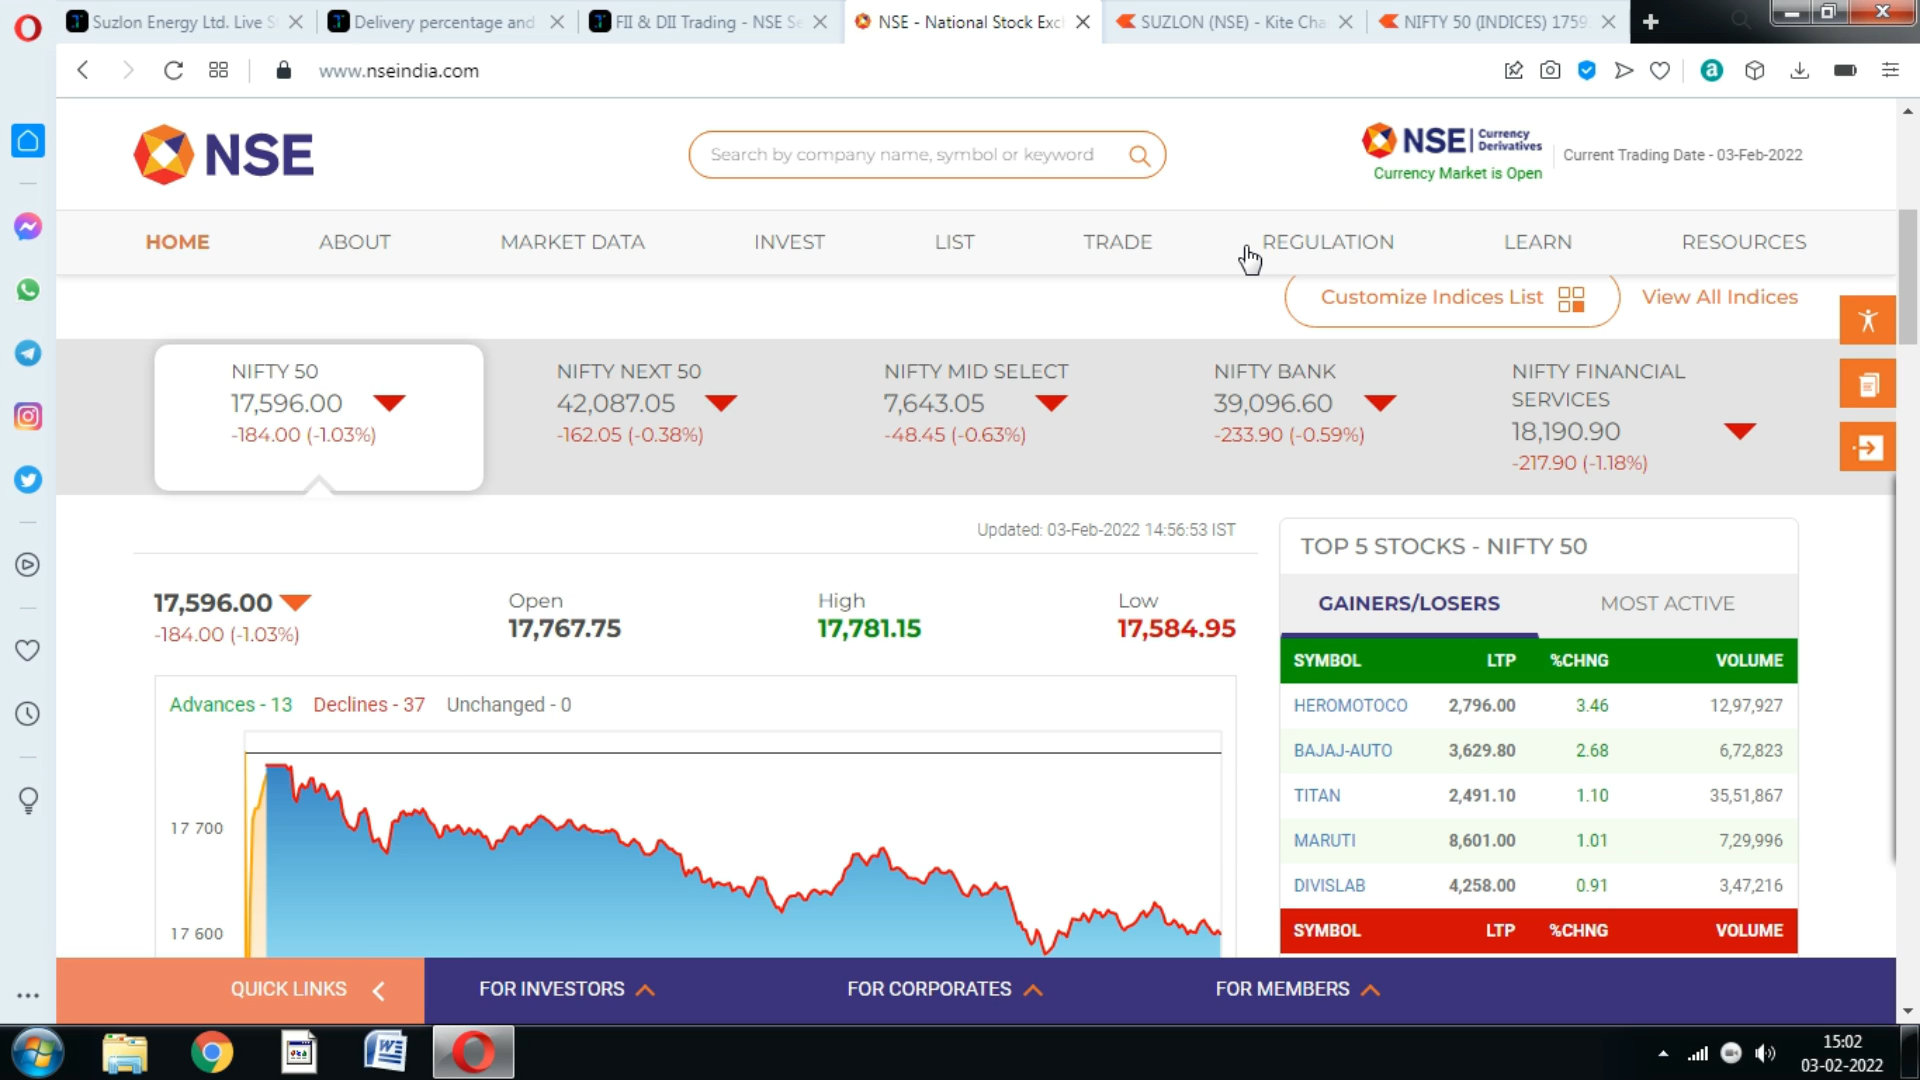 Suzlon Energy Ltd. Live S
Delivery percentage and
FII & DII Trading - NSE Se
NSE - National Stock Exc
SUZLON (NSE) - Kite Cha
NIFTY 50 (INDICES) 1759
www.nseindia.com
NSE
Search by company name, symbol or keyword
NSE Currency Derivatives
Currency Market is Open
Current Trading Date - 03-Feb-2022
HOME ABOUT MARKET DATA INVEST LIST TRADE REGULATION LEARN RESOURCES
Customize Indices List
View All Indices
NIFTY 50
17,596.00
-184.00 (-1.03%)
NIFTY NEXT 50
42,087.05
-162.05 (-0.38%)
NIFTY MID SELECT
7,643.05
-48.45 (-0.63%)
NIFTY BANK
39,096.60
-233.90 (-0.59%)
NIFTY FINANCIAL
SERVICES
18,190.90
-217.90 (-1.18%)
Updated: 03-Feb-2022 14:56:53 IST
17,596.00
-184.00 (-1.03%)
Open
17,767.75
High
17,781.15
Low
17,584.95
Advances - 13 Declines - 37 Unchanged - 0
17 700
17 600
TOP 5 STOCKS - NIFTY 50
GAINERS/LOSERS MOST ACTIVE
SYMBOL LTP %CHNG VOLUME
HEROMOTOCO 2,796.00 3.46 12,97,927
BAJAJ-AUTO 3,629.80 2.68 6,72,823
TITAN 2,491.10 1.10 35,51,867
MARUTI 8,601.00 1.01 7,29,996
DIVISLAB 4,258.00 0.91 3,47,216
SYMBOL LTP %CHNG VOLUME
QUICK LINKS
FOR INVESTORS
FOR CORPORATES
FOR MEMBERS
15:02
03-02-2022